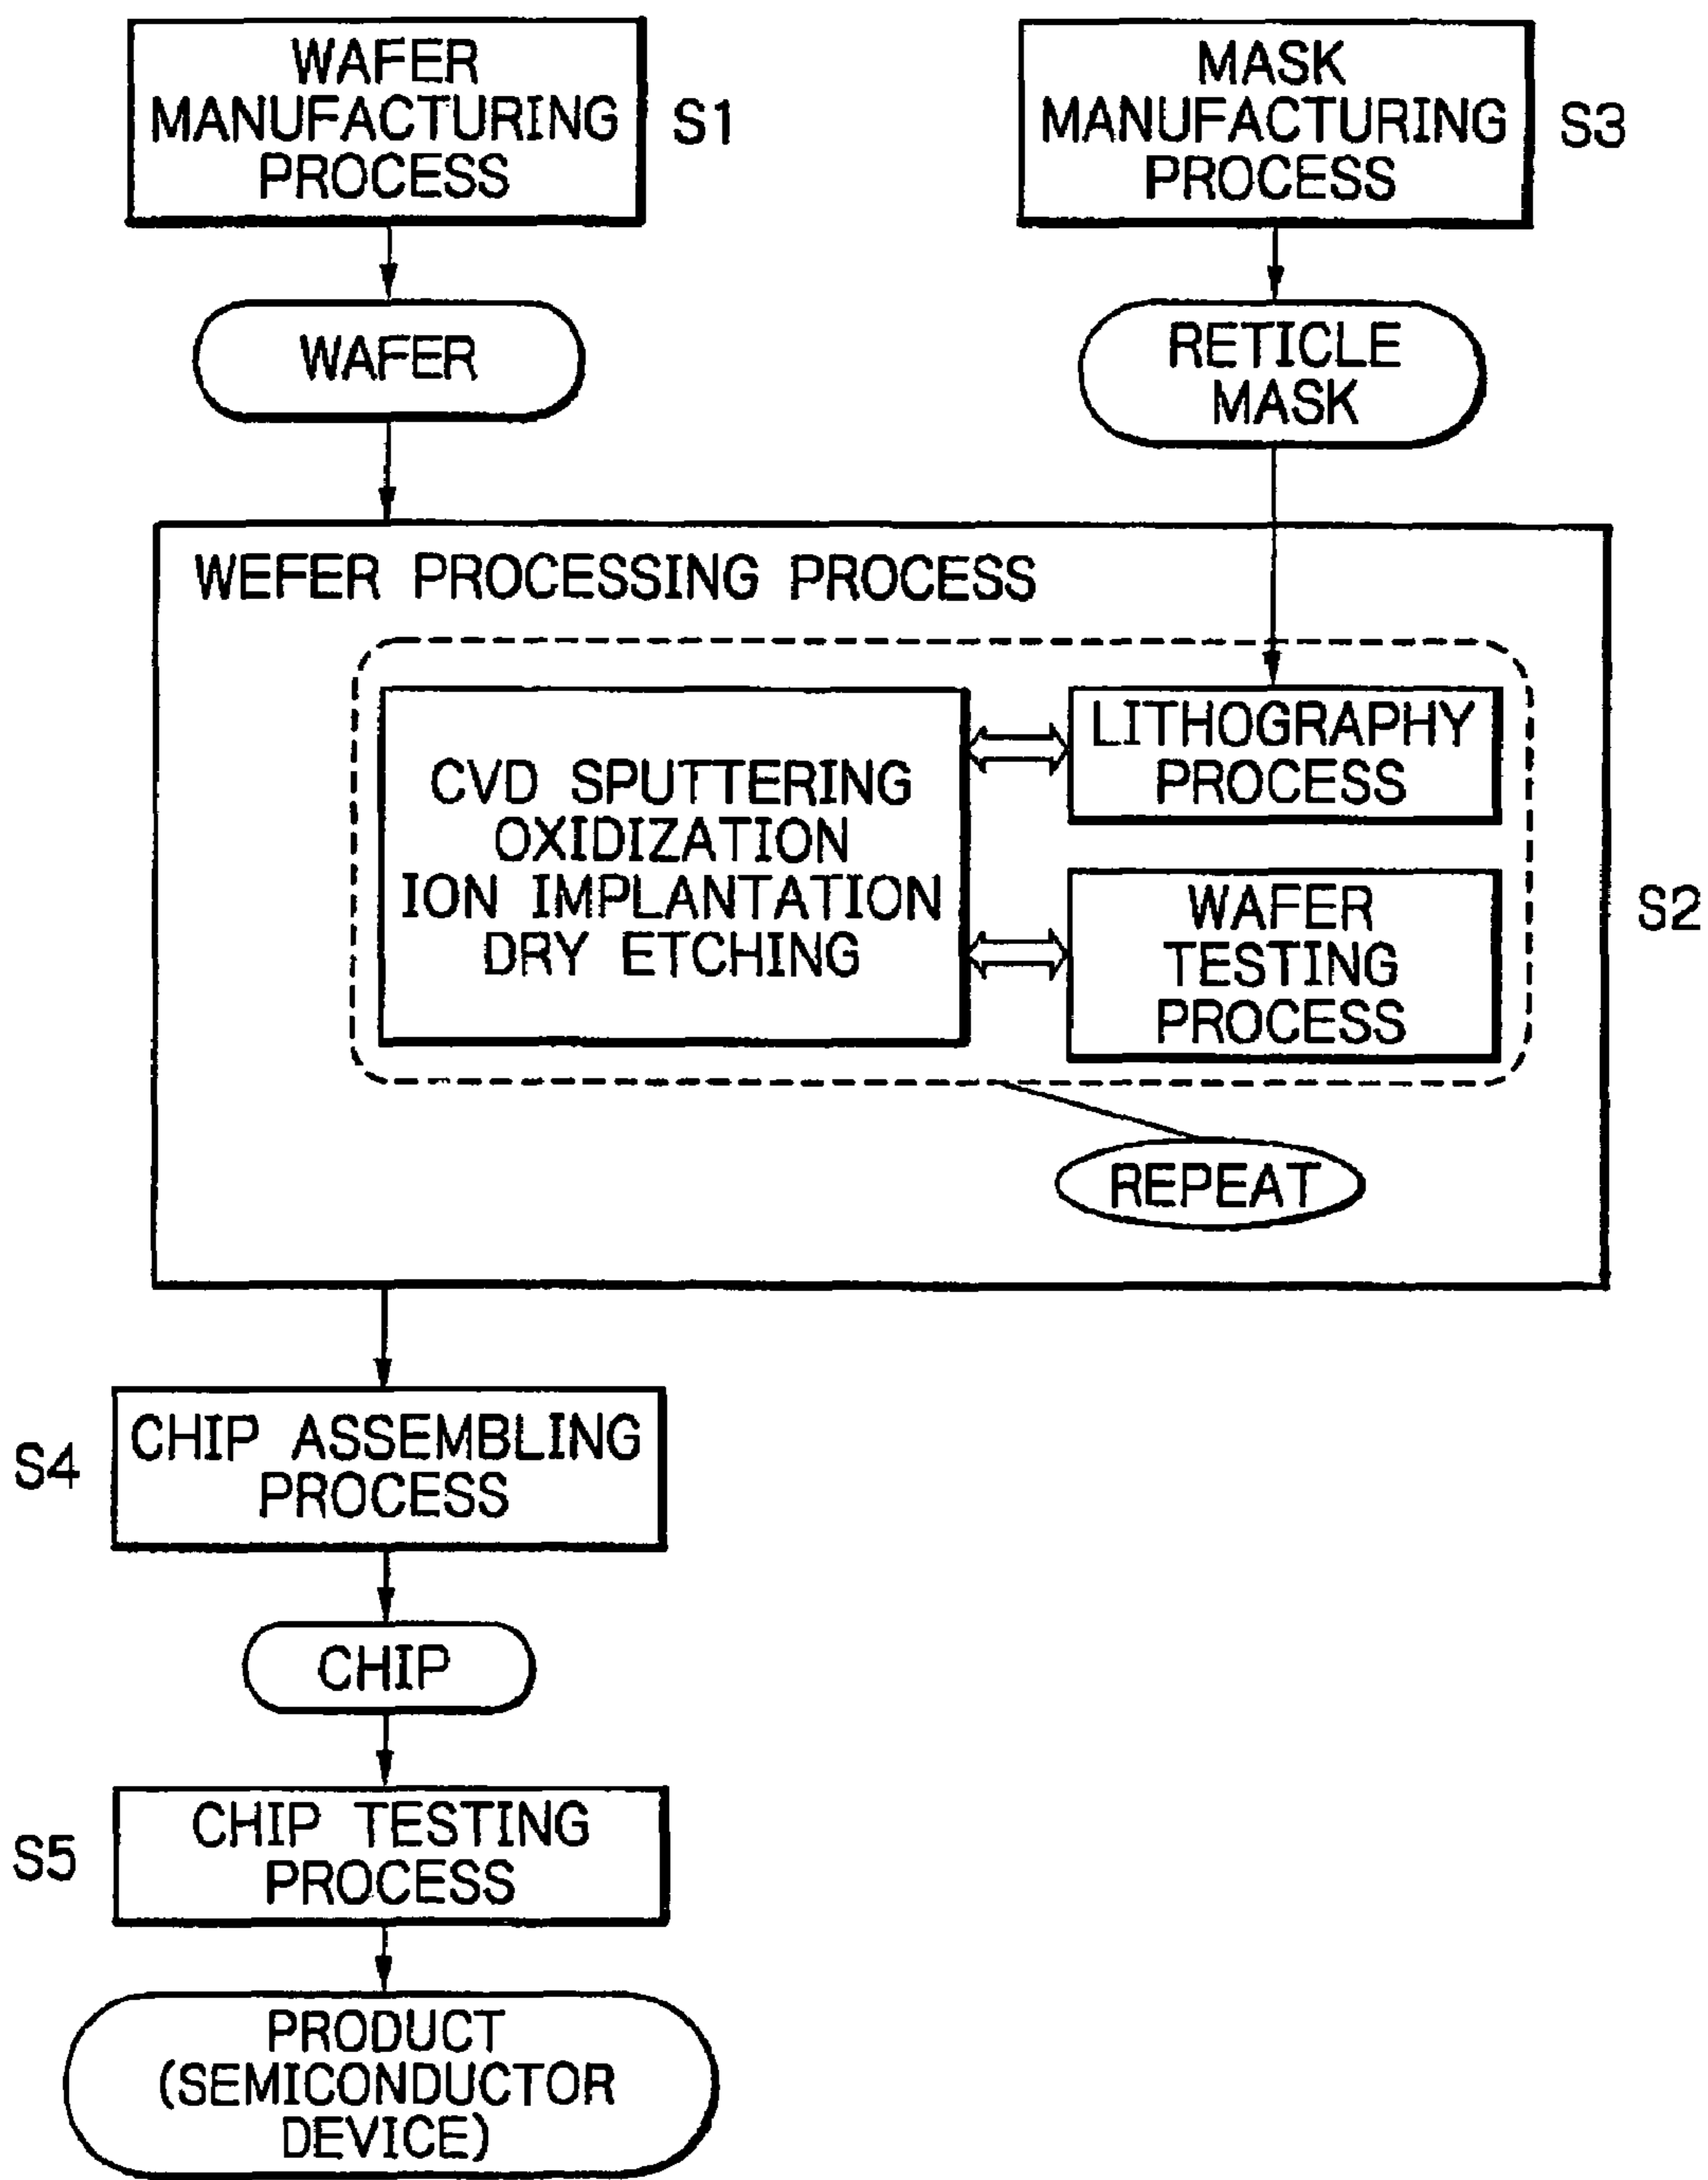 WAFER
MANUFACTURING
PROCESS
S1
MASK
MANUFACTURING
PROCESS
S3
WAFER
RETICLE
MASK
WEFER PROCESSING PROCESS
CVD SPUTTERING
OXIDIZATION
ION IMPLANTATION
DRY ETCHING
LITHOGRAPHY
PROCESS
WAFER
TESTING
PROCESS
S2
REPEAT
S4
CHIP ASSEMBLING
PROCESS
CHIP
S5
CHIP TESTING
PROCESS
PRODUCT
(SEMICONDUCTOR
DEVICE)